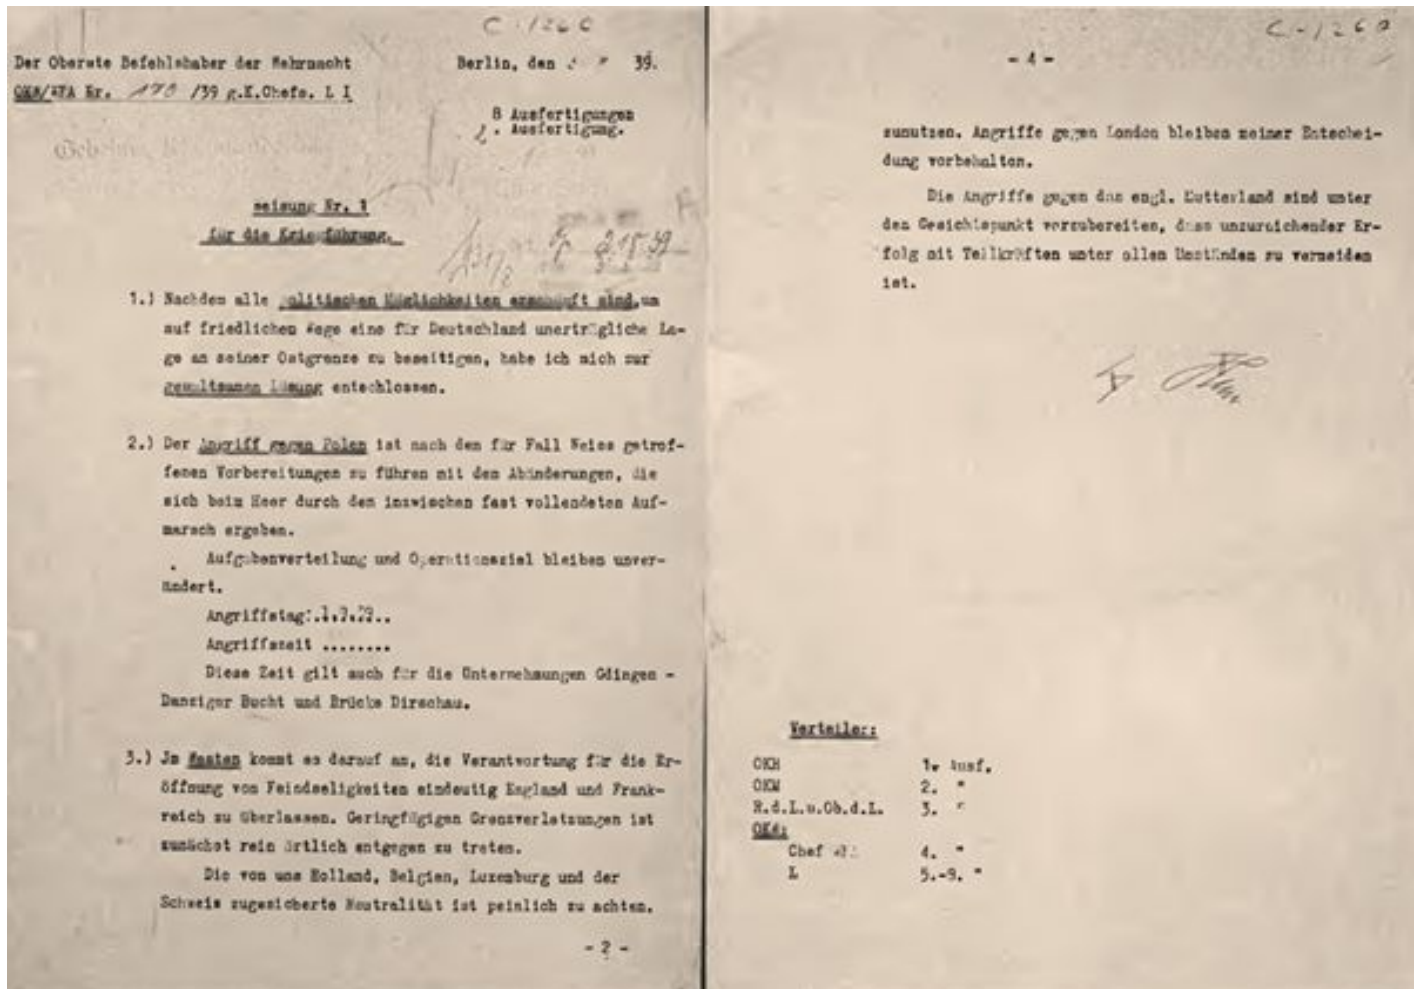 C-126 C
Der Oberste Befehlshaber der Wehrmacht
Berlin, den 39.
OKW/WFA Nr. 170 /39 g.K.Chefs. L I
8 Ausfertigungen
2. Ausfertigung.
Weisung Nr. 1
für die Kriegführung.
1.) Nachdem alle politischen Möglichkeiten erschöpft sind, um
auf friedlichem Wege eine für Deutschland unerträgliche La-
ge an seiner Ostgrenze zu beseitigen, habe ich mich zur
gewaltsamen Lösung entschlossen.
2.) Der Angriff gegen Polen ist nach den für Fall Weiss getrof-
fenen Vorbereitungen zu führen mit den Abänderungen, die
sich beim Heer durch den inzwischen fast vollendeten Auf-
marsch ergeben.
Aufgabenverteilung und Operationsziel bleiben unver-
ändert.
Angriffstag:.1.9.39..
Angriffszeit ........
Diese Zeit gilt auch für die Unternehmungen Gdingen -
Danziger Bucht und Brücke Dirschau.
3.) Jm Westen kommt es darauf an, die Verantwortung für die Er-
öffnung von Feindseligkeiten eindeutig England und Frank-
reich zu überlassen. Geringfügigen Grenzverletzungen ist
zunächst rein örtlich entgegen zu treten.
Die von uns Holland, Belgien, Luxemburg und der
Schweiz zugesicherte Neutralität ist peinlich zu achten.
- 2 -
C-126
- 4 -
zunutzen. Angriffe gegen London bleiben meiner Entschei-
dung vorbehalten.
Die Angriffe gegen das engl. Mutterland sind unter
dem Gesichtspunkt vorzubereiten, dass unzureichender Er-
folg mit Teilkräften unter allen Umständen zu vermeiden
ist.
Verteiler:
OKH 1. Ausf.
OKM 2. "
R.d.L.u.Ob.d.L. 3. "
OKW:
Chef 4. "
L 5.-9. "